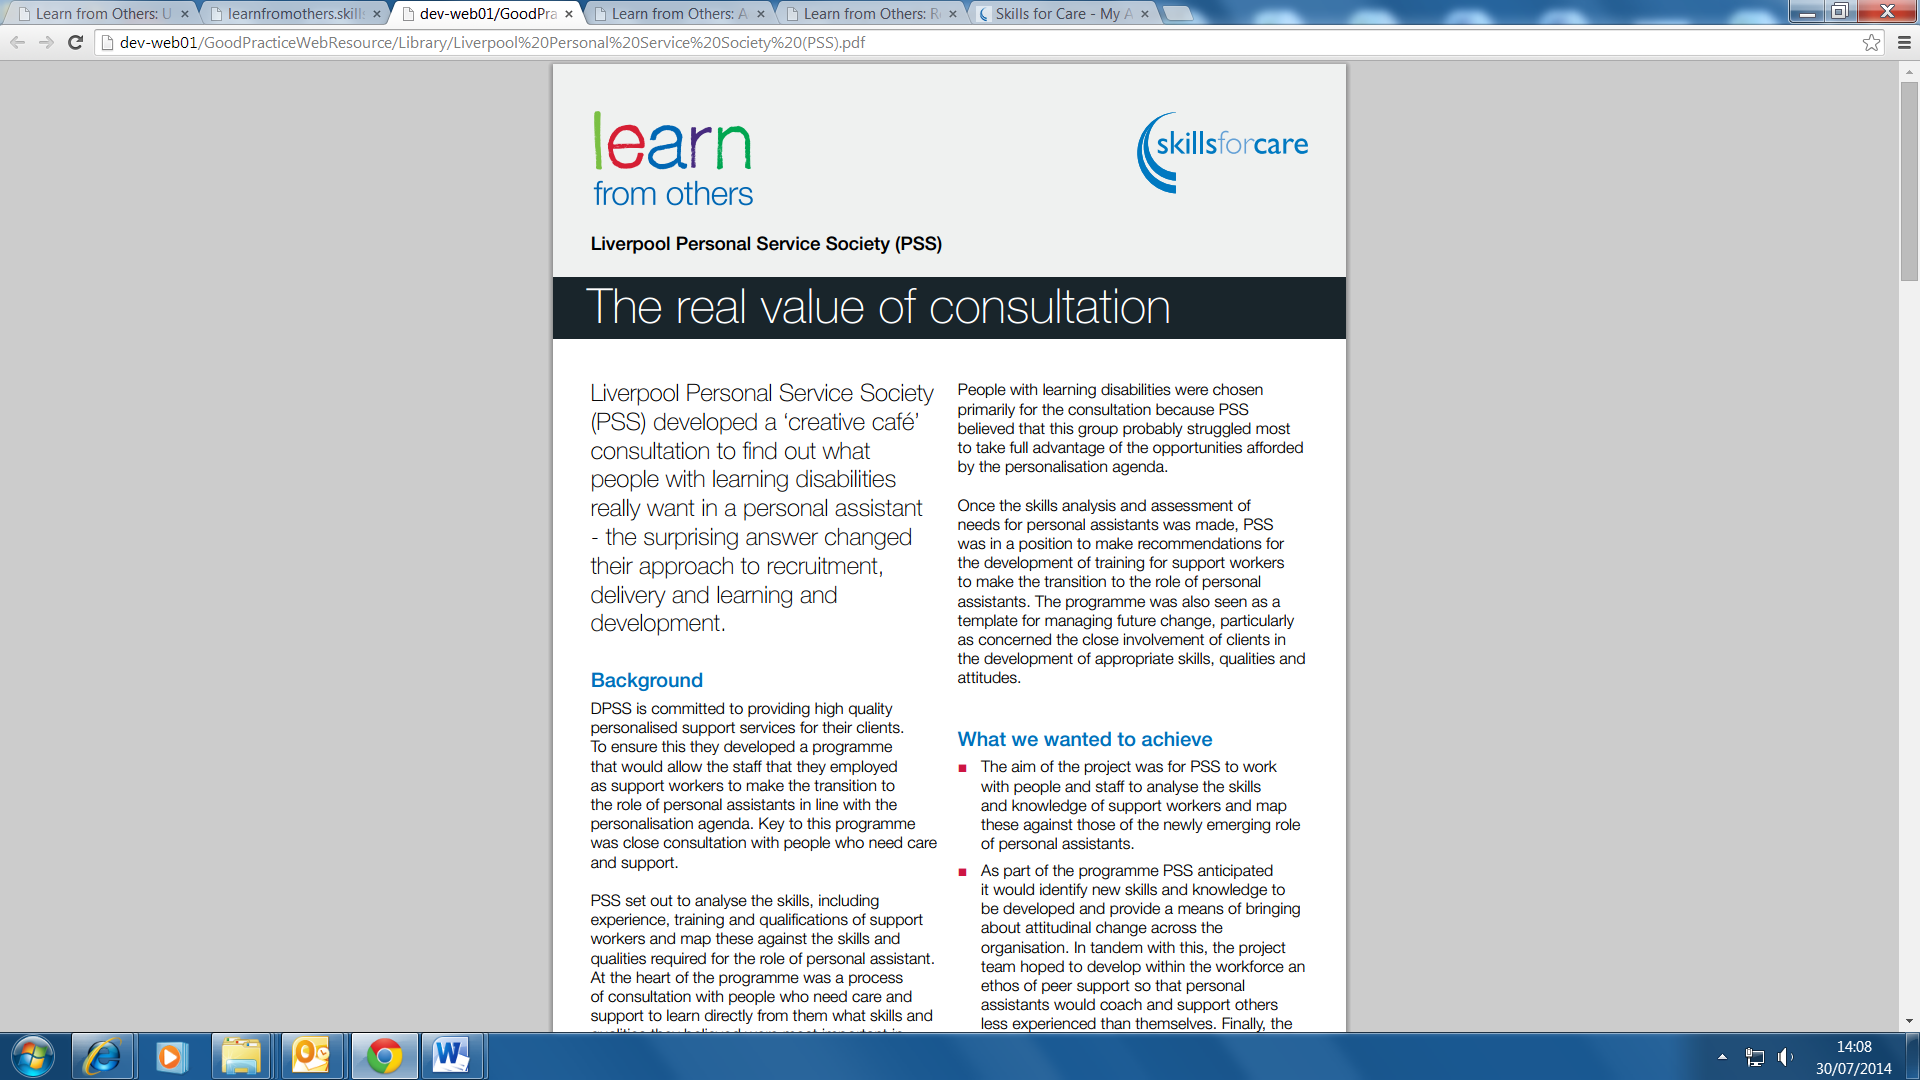 Learn from Others: U
learnfromothers.skills
dev-web01/GoodPra
Learn from Others: A
Learn from Others: R
Skills for Care - My A
dev-web01/GoodPracticeWebResource/Library/Liverpool%20Personal%20Service%20Society%20(PSS).pdf
learn
from others
skillsforcare
Liverpool Personal Service Society (PSS)
The real value of consultation
Liverpool Personal Service Society
(PSS) developed a ‘creative café’
consultation to find out what
people with learning disabilities
really want in a personal assistant
- the surprising answer changed
their approach to recruitment,
delivery and learning and
development.
Background
DPSS is committed to providing high quality
personalised support services for their clients.
To ensure this they developed a programme
that would allow the staff that they employed
as support workers to make the transition to
the role of personal assistants in line with the
personalisation agenda. Key to this programme
was close consultation with people who need care
and support.
PSS set out to analyse the skills, including
experience, training and qualifications of support
workers and map these against the skills and
qualities required for the role of personal assistant.
At the heart of the programme was a process
of consultation with people who need care and
support to learn directly from them what skills and
qualities they believed were most important in
People with learning disabilities were chosen
primarily for the consultation because PSS
believed that this group probably struggled most
to take full advantage of the opportunities afforded
by the personalisation agenda.
Once the skills analysis and assessment of
needs for personal assistants was made, PSS
was in a position to make recommendations for
the development of training for support workers
to make the transition to the role of personal
assistants. The programme was also seen as a
template for managing future change, particularly
as concerned the close involvement of clients in
the development of appropriate skills, qualities and
attitudes.
What we wanted to achieve
The aim of the project was for PSS to work
with people and staff to analyse the skills
and knowledge of support workers and map
these against those of the newly emerging role
of personal assistants.
As part of the programme PSS anticipated
it would identify new skills and knowledge to
be developed and provide a means of bringing
about attitudinal change across the
organisation. In tandem with this, the project
team hoped to develop within the workforce an
ethos of peer support so that personal
assistants would coach and support others
less experienced than themselves. Finally, the
14:08
30/07/2014